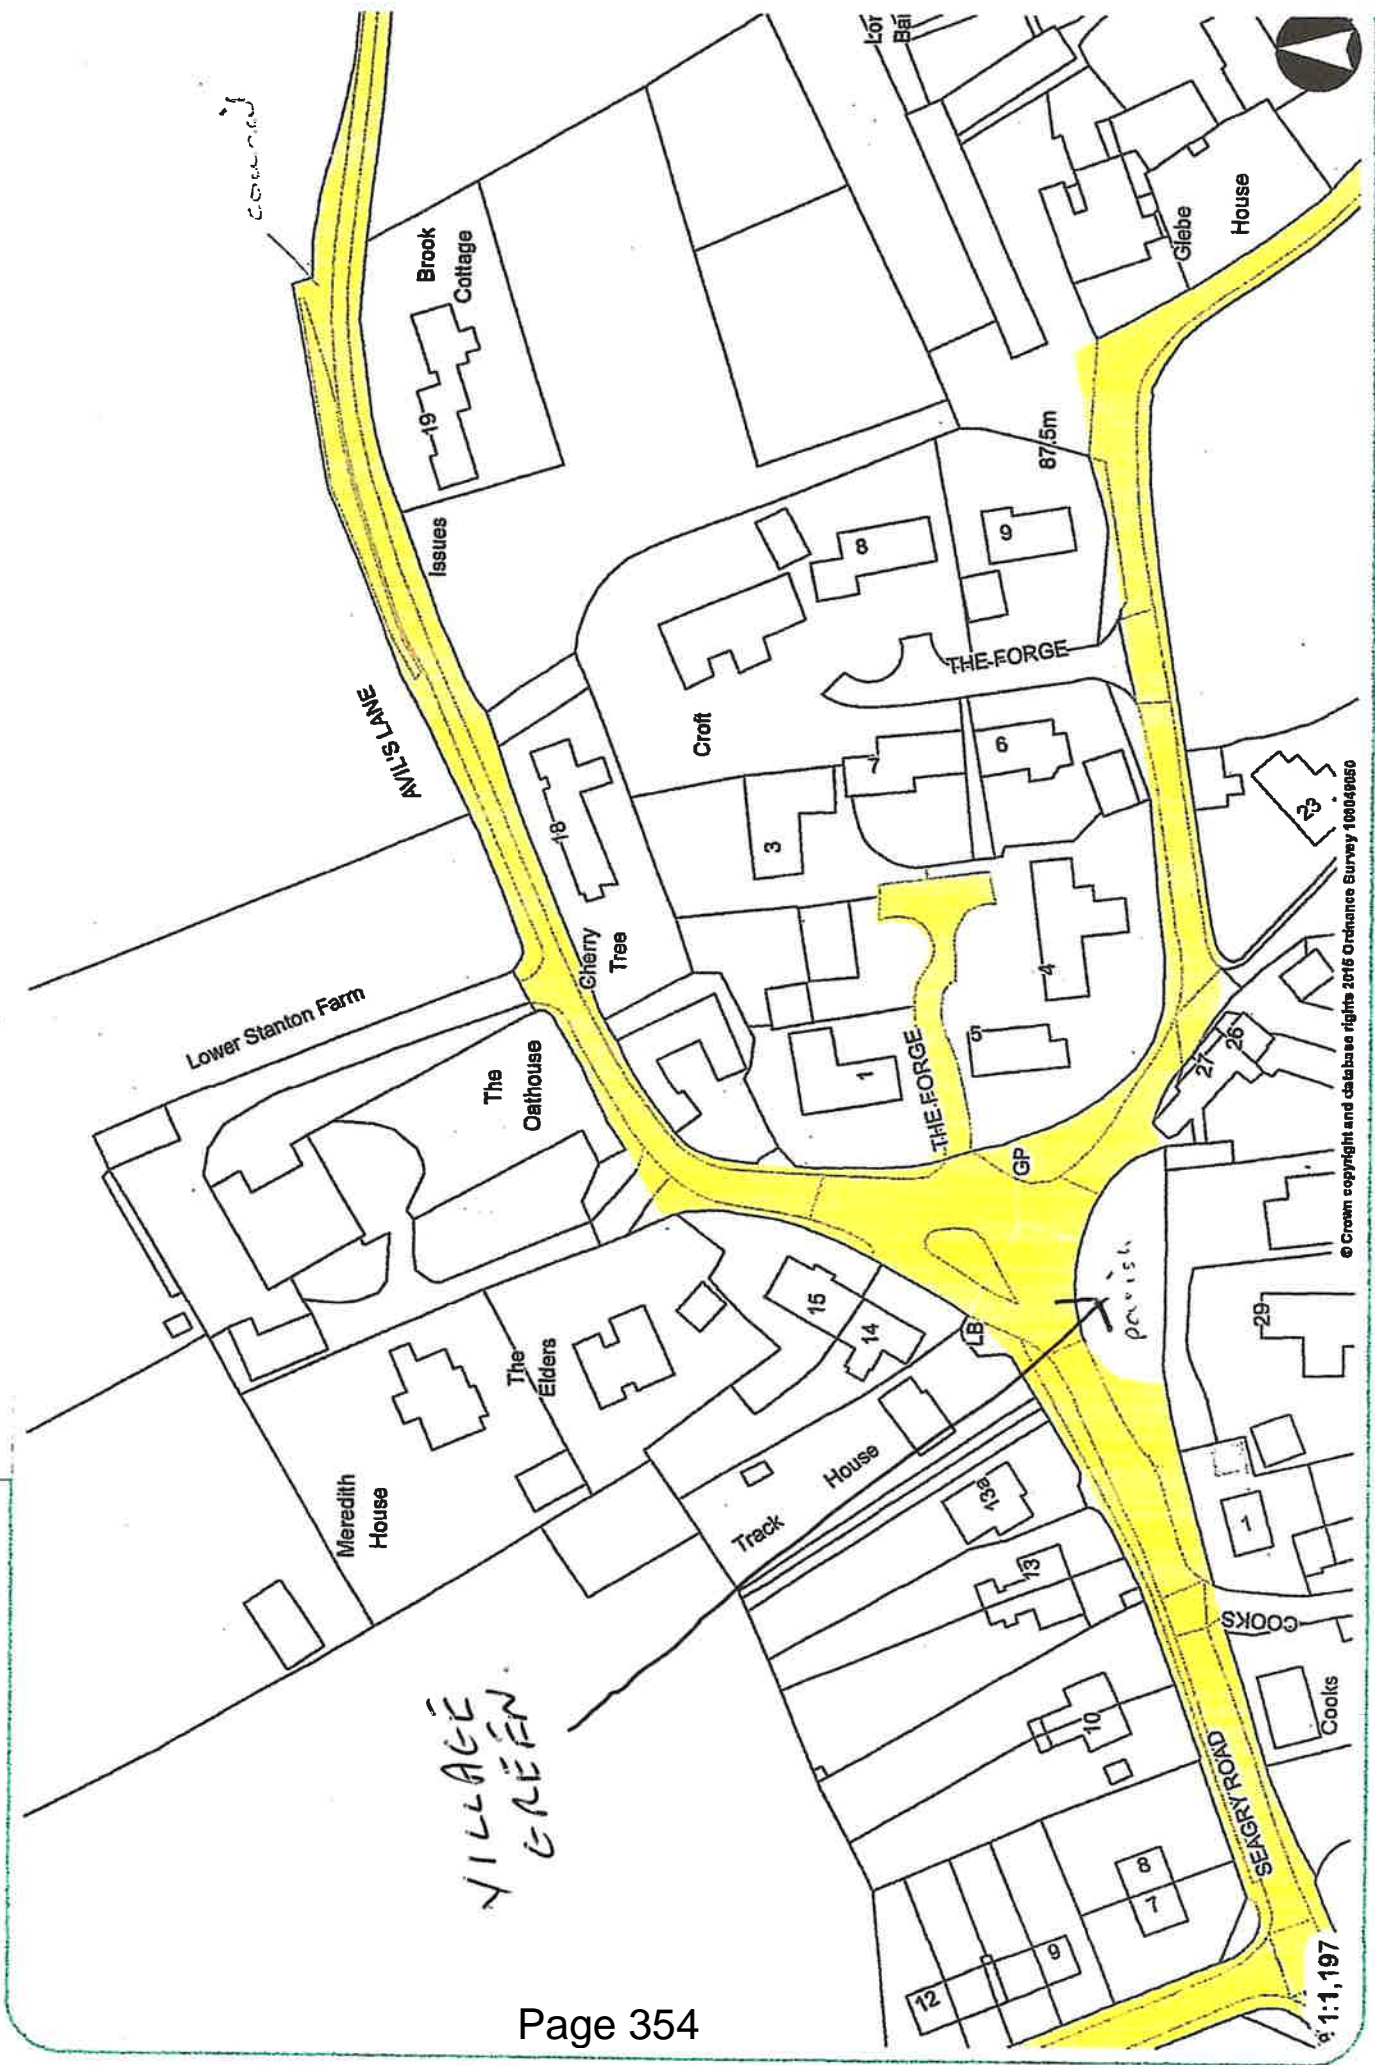 council
Brook
Cottage
19
Issues
AVIL'S LANE
Lower Stanton Farm
The
Oathouse
Cherry
Tree
18
Croft
8
9
87.5m
Glebe
House
THE FORGE
7
6
3
4
5
1
THE FORGE
GP
27
26
23
Meredith
House
The
Elders
15
14
LB
Track
House
parish
29
13a
13
1
10
COOKS
Cooks
VILLAGE
GREEN.
8
7
9
12
SEAGRY ROAD
1:1,197
© Crown copyright and database rights 2016 Ordnance Survey 100049050
Page 354